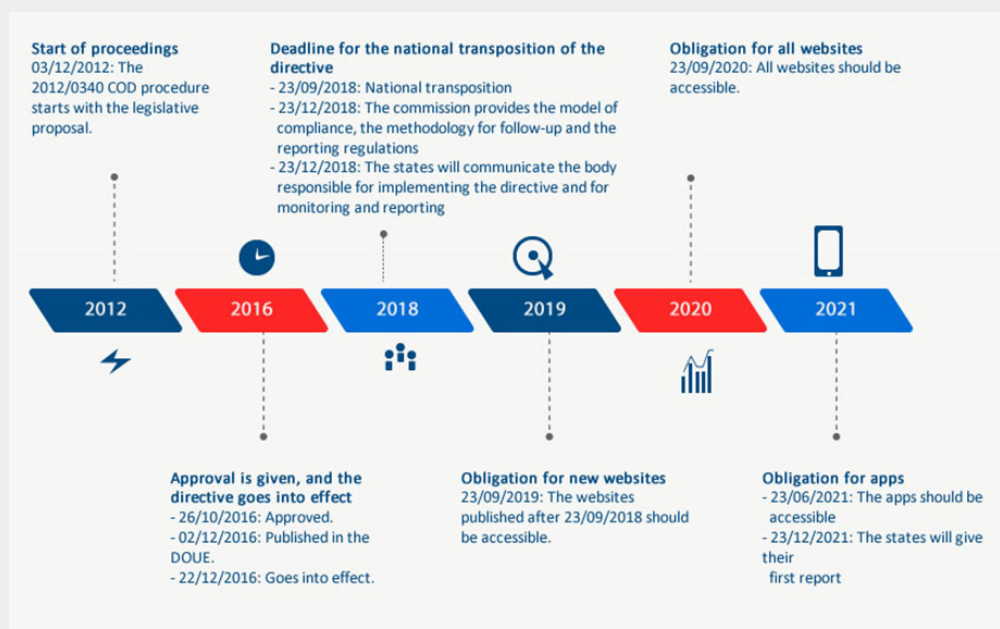 Start of proceedings
03/12/2012: The
2012/0340 COD procedure
starts with the legislative
proposal.
Deadline for the national transposition of the
directive
- 23/09/2018: National transposition
- 23/12/2018: The commission provides the model of
compliance, the methodology for follow-up and the
reporting regulations
- 23/12/2018: The states will communicate the body
responsible for implementing the directive and for
monitoring and reporting
Obligation for all websites
23/09/2020: All websites should be
accessible.
2012
2016
2018
2019
2020
2021
Approval is given, and the
directive goes into effect
- 26/10/2016: Approved.
- 02/12/2016: Published in the
DOUE.
- 22/12/2016: Goes into effect.
Obligation for new websites
23/09/2019: The websites
published after 23/09/2018 should
be accessible.
Obligation for apps
- 23/06/2021: The apps should be
accessible
- 23/12/2021: The states will give
their
first report